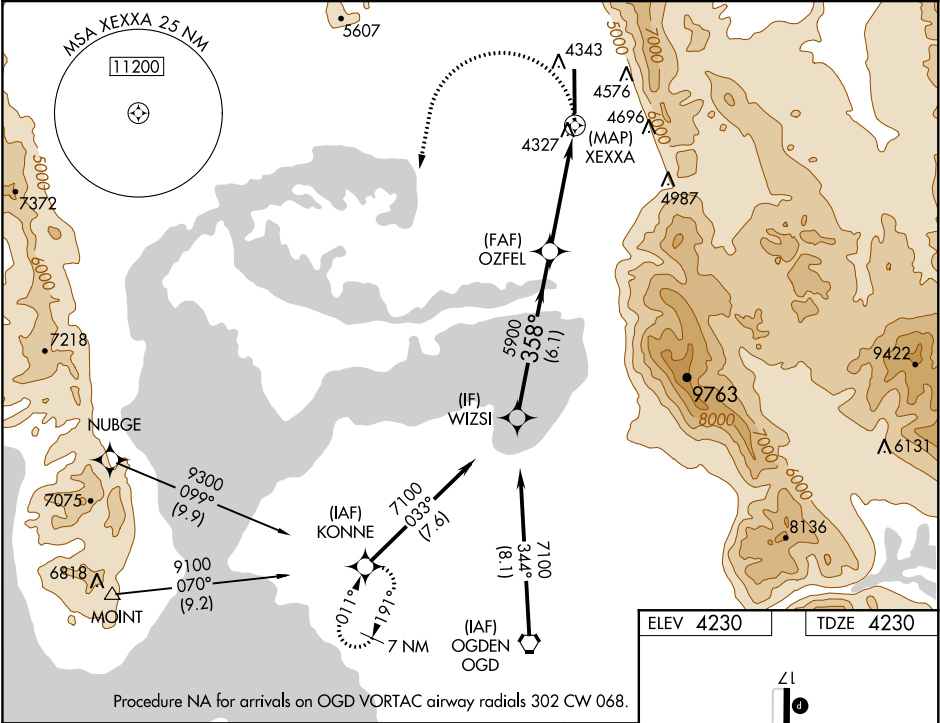 5607
MSA XEXXA 25 NM
11200
4343
5000
7000
4576
6000
4696
4327
(MAP)
XEXXA
5000
7372
4987
6000
(FAF)
OZFEL
7218
5900
358°
(6.1)
9422
9763
8000
7000
6000
(IF)
WIZSI
NUBGE
9300
099°
(9.9)
7075
6131
(IAF)
KONNE
7100
033°
(7.6)
7100
344°
(8.1)
8136
6818
9100
070°
(9.2)
MOINT
011°
191°
7 NM
(IAF)
OGDEN
OGD
ELEV 4230
TDZE 4230
17
P
Procedure NA for arrivals on OGD VORTAC airway radials 302 CW 068.